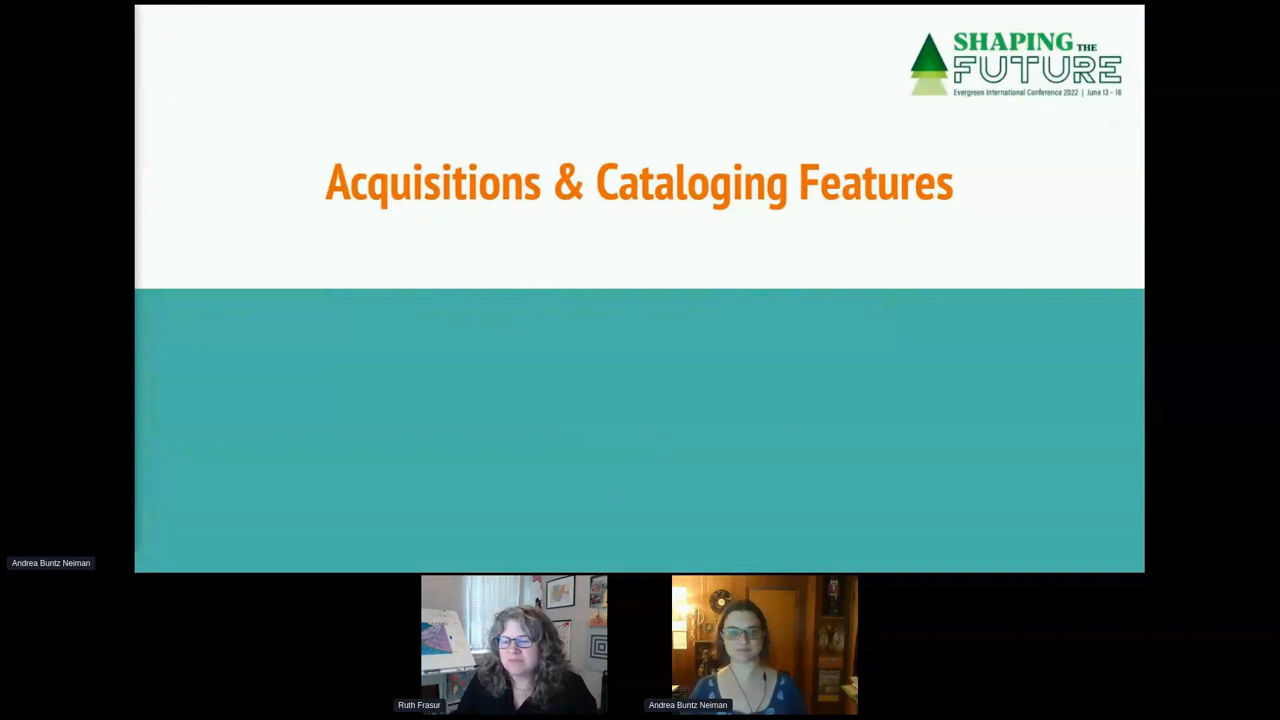 SHAPING THE
FUTURE
Evergreen International Conference 2022 | June 13 - 16
Acquisitions & Cataloging Features
Andrea Buntz Neiman
Ruth Frasur
Andrea Buntz Neiman